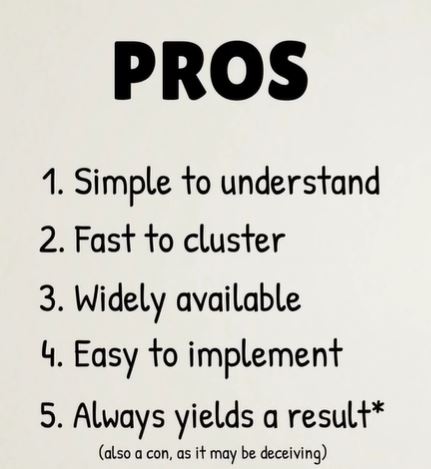 PROS
1. Simple to understand
2. Fast to cluster
3. Widely available
4. Easy to implement
5. Always yields a result*
(also a con, as it may be deceiving)